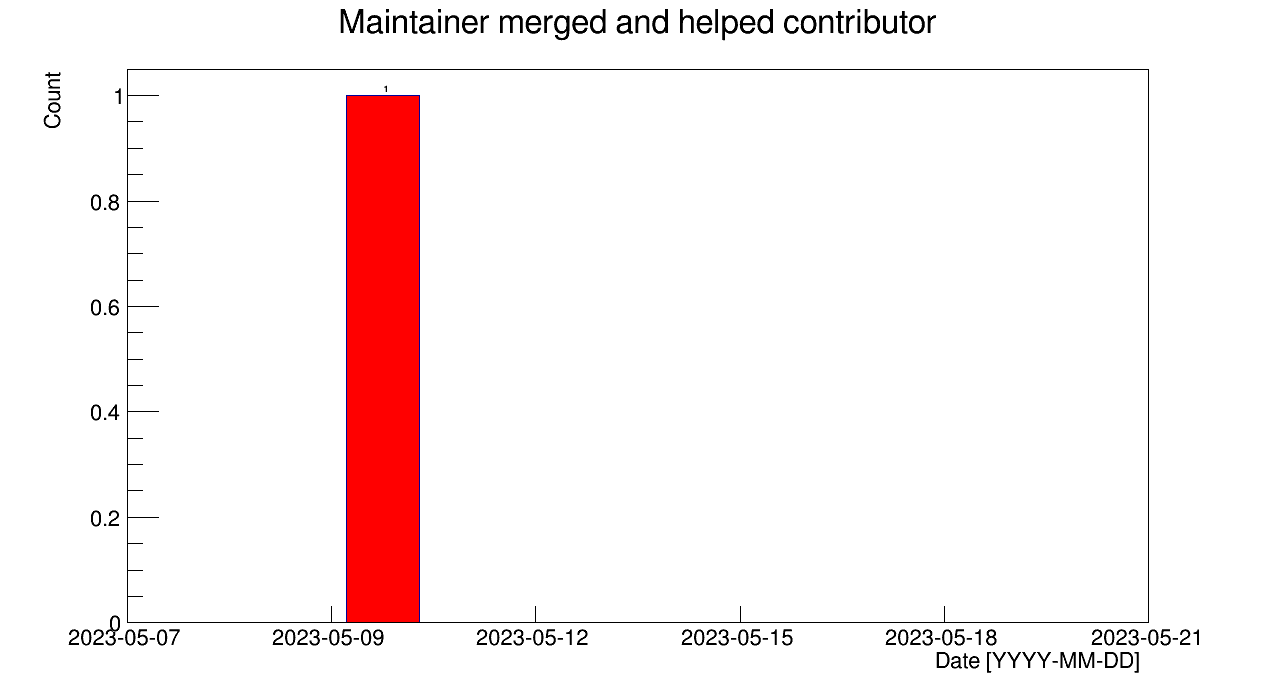 Maintainer merged and helped contributor
Count
1
1
0.8
0.6
0.4
0.2
0
2023-05-07 2023-05-09 2023-05-12 2023-05-15 2023-05-18 2023-05-21
Date [YYYY-MM-DD]